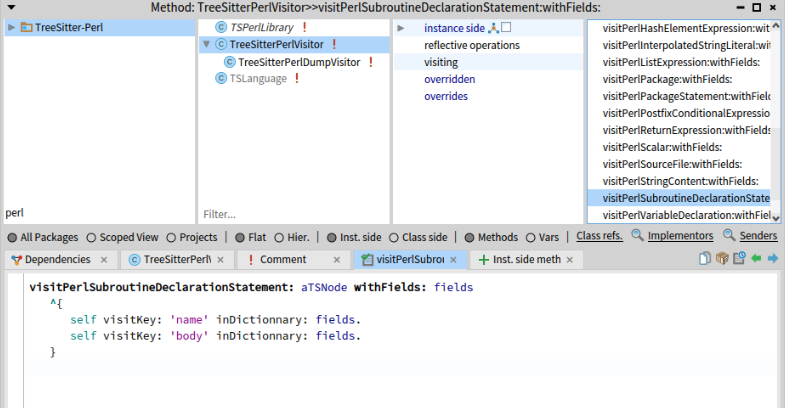 Method: TreeSitterPerlVisitor>>visitPerlSubroutineDeclarationStatement:withFields:
TreeSitter-Perl
perl
TSPerlLibrary
TreeSitterPerlVisitor
TreeSitterPerlDumpVisitor
TSLanguage
Filter...
instance side
reflective operations
visiting
overridden
overrides
visitPerlHashElementExpression:wit
visitPerlInterpolatedStringLiteral:wit
visitPerlListExpression:withFields:
visitPerlPackage:withFields:
visitPerlPackageStatement:withField
visitPerlPostfixConditionalExpressio
visitPerlReturnExpression:withFields
visitPerlScalar:withFields:
visitPerlSourceFile:withFields:
visitPerlStringContent:withFields:
visitPerlSubroutineDeclarationState
visitPerlVariableDeclaration:withFiel
All Packages Scoped View Projects | Flat Hier. | Inst. side Class side | Methods Vars | Class refs. Implementors Senders
Dependencies × TreeSitterPerl\ × ! Comment × visitPerlSubrou × Inst. side meth ×
visitPerlSubroutineDeclarationStatement: aTSNode withFields: fields
^{
self visitKey: 'name' inDictionnary: fields.
self visitKey: 'body' inDictionnary: fields.
}